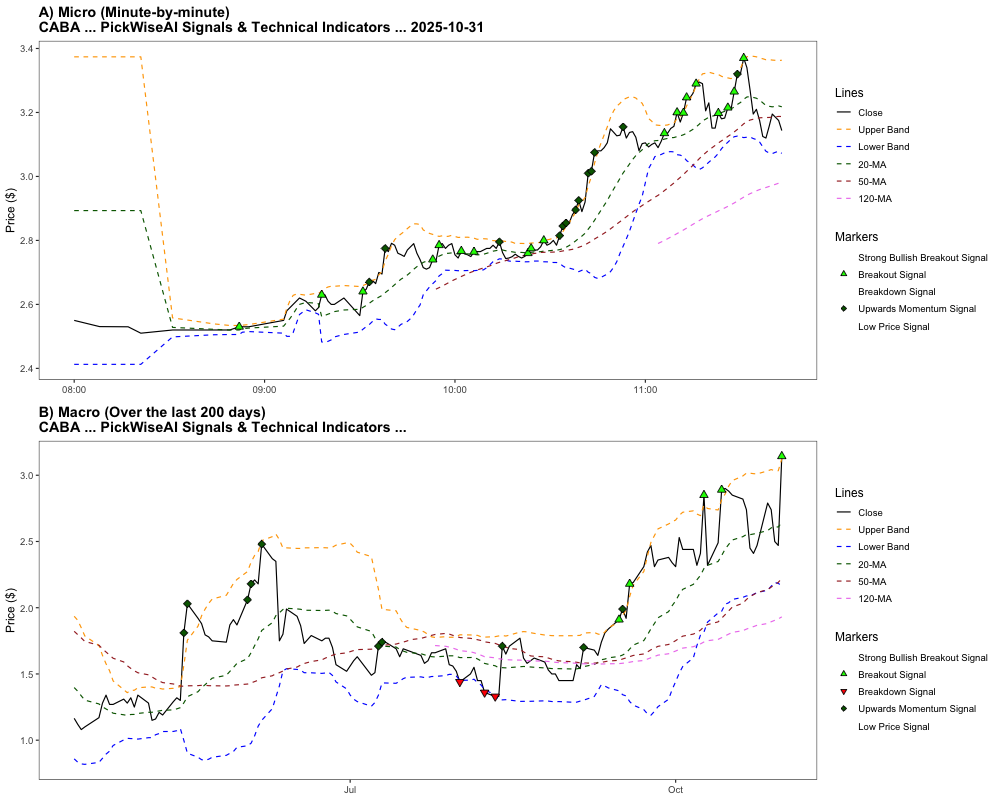 A) Micro (Minute-by-minute)
CABA ... PickWiseAI Signals & Technical Indicators ... 2025-10-31
Price ($)
3.4
3.2
3.0
2.8
2.6
2.4
08:00
09:00
10:00
11:00
Lines
Close
Upper Band
Lower Band
20-MA
50-MA
120-MA
Markers
Strong Bullish Breakout Signal
Breakout Signal
Breakdown Signal
Upwards Momentum Signal
Low Price Signal
B) Macro (Over the last 200 days)
CABA ... PickWiseAI Signals & Technical Indicators ...
Price ($)
3.0
2.5
2.0
1.5
1.0
Jul
Oct
Lines
Close
Upper Band
Lower Band
20-MA
50-MA
120-MA
Markers
Strong Bullish Breakout Signal
Breakout Signal
Breakdown Signal
Upwards Momentum Signal
Low Price Signal